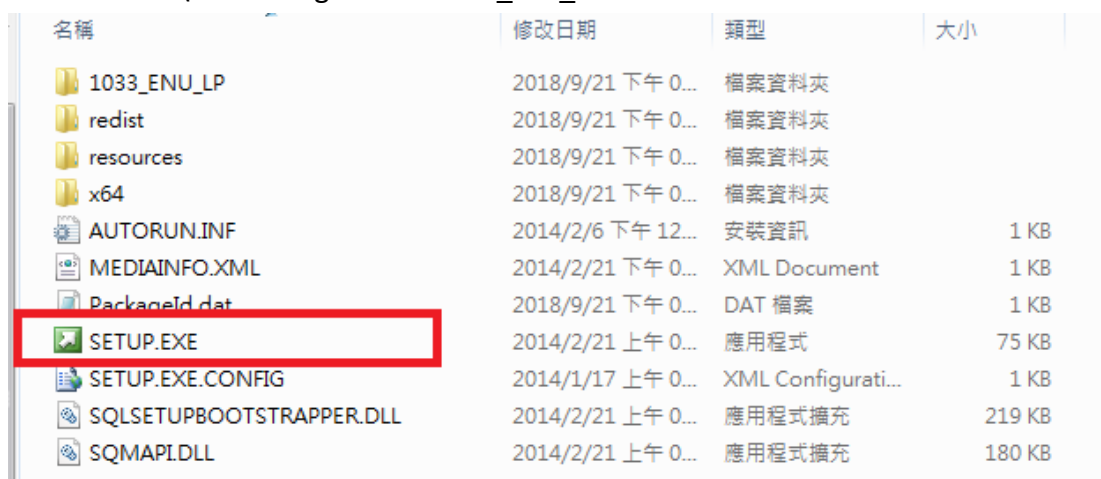 名稱 修改日期 類型 大小
1033_ENU_LP 2018/9/21 下午 0... 檔案資料夾
redist 2018/9/21 下午 0... 檔案資料夾
resources 2018/9/21 下午 0... 檔案資料夾
x64 2018/9/21 下午 0... 檔案資料夾
AUTORUN.INF 2014/2/6 下午 12... 安裝資訊 1 KB
MEDIAINFO.XML 2014/2/21 下午 0... XML Document 1 KB
PackageId.dat 2018/9/21 下午 0... DAT 檔案 1 KB
SETUP.EXE 2014/2/21 上午 0... 應用程式 75 KB
SETUP.EXE.CONFIG 2014/1/17 上午 0... XML Configurati... 1 KB
SQLSETUPBOOTSTRAPPER.DLL 2014/2/21 上午 0... 應用程式擴充 219 KB
SQMAPI.DLL 2014/2/21 上午 0... 應用程式擴充 180 KB